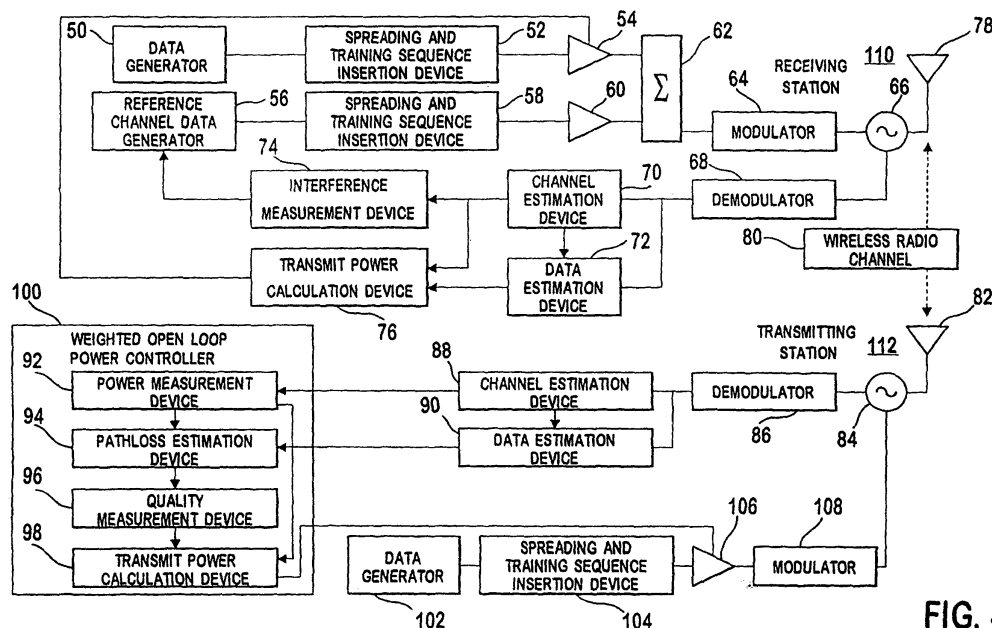 50
DATA
GENERATOR
SPREADING AND
TRAINING SEQUENCE
INSERTION DEVICE
52
54
62
78
REFERENCE
CHANNEL DATA
GENERATOR
56
SPREADING AND
TRAINING SEQUENCE
INSERTION DEVICE
58
60
Σ
RECEIVING
STATION
110
64
66
MODULATOR
74
INTERFERENCE
MEASUREMENT DEVICE
CHANNEL
ESTIMATION
DEVICE
70
68
DEMODULATOR
72
TRANSMIT POWER
CALCULATION DEVICE
76
DATA
ESTIMATION
DEVICE
80
WIRELESS RADIO
CHANNEL
82
100
WEIGHTED OPEN LOOP
POWER CONTROLLER
TRANSMITTING
STATION
112
92
POWER MEASUREMENT
DEVICE
88
CHANNEL ESTIMATION
DEVICE
DEMODULATOR
86
84
94
PATHLOSS ESTIMATION
DEVICE
90
DATA ESTIMATION
DEVICE
96
QUALITY
MEASUREMENT DEVICE
98
TRANSMIT POWER
CALCULATION DEVICE
106
108
DATA
GENERATOR
102
SPREADING AND
TRAINING SEQUENCE
INSERTION DEVICE
104
MODULATOR
FIG.